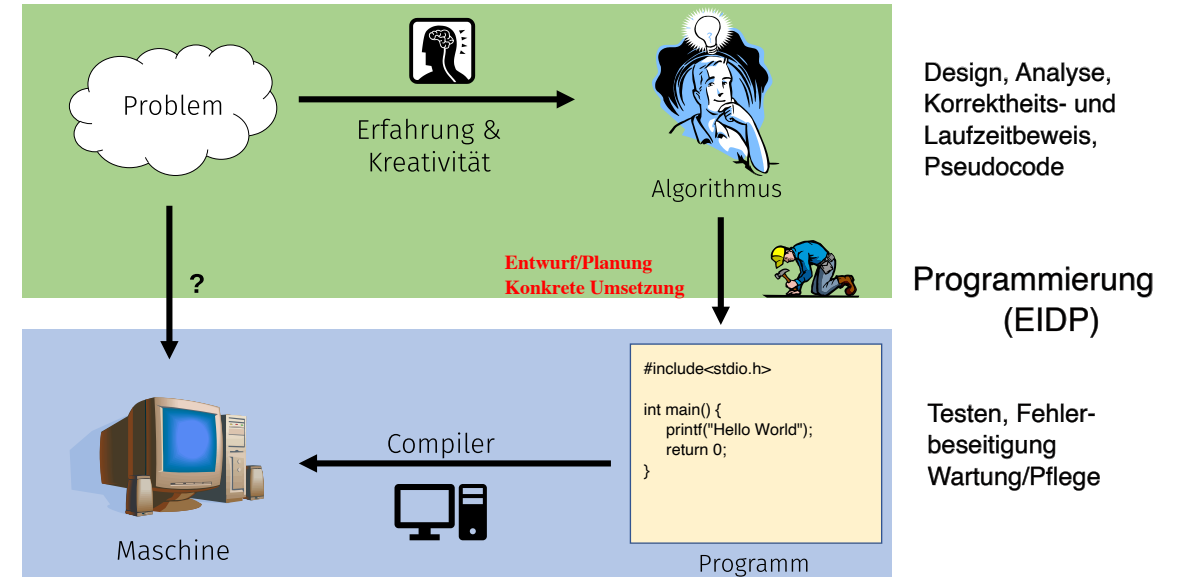 Problem
Erfahrung &
Kreativität
?
Algorithmus
Design, Analyse,
Korrektheits- und
Laufzeitbeweis,
Pseudocode
?
Entwurf/Planung
Konkrete Umsetzung
Programmierung
(EIDP)
#include<stdio.h>
int main() {
printf("Hello World");
return 0;
}
Compiler
Maschine
Programm
Testen, Fehler-
beseitigung
Wartung/Pflege